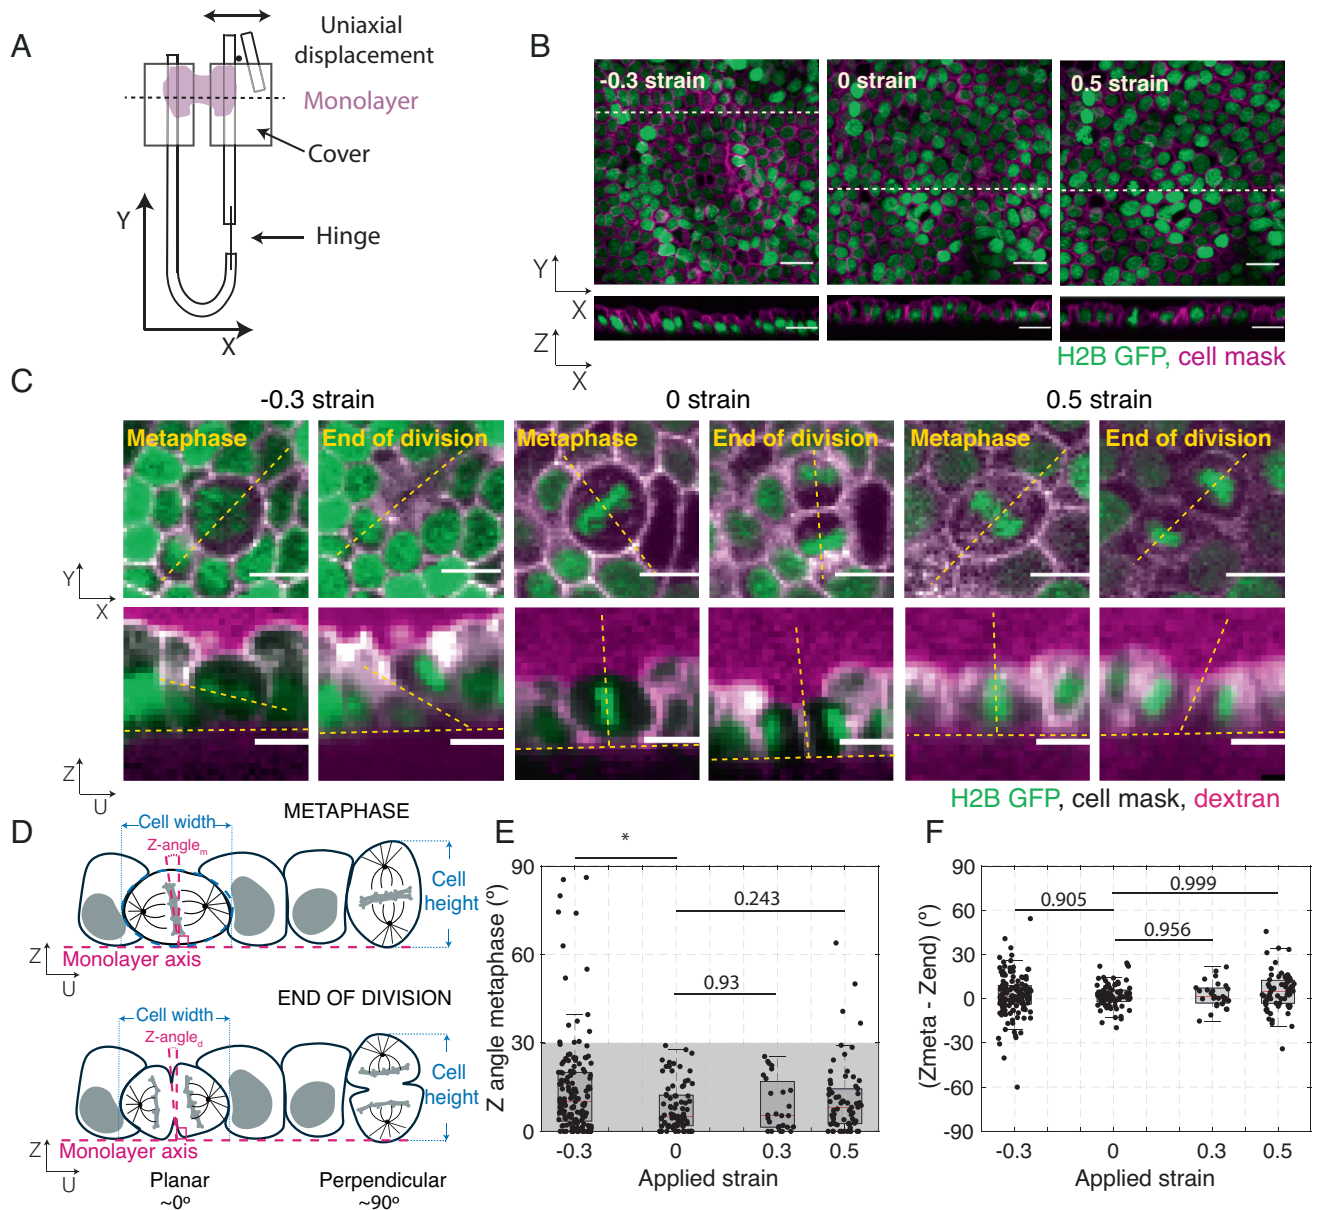 A
Uniaxial
displacement
Monolayer
Cover
Hinge
Y
X
B
-0.3 strain
0 strain
0.5 strain
Y
X
Z
X
H2B GFP, cell mask
C
-0.3 strain
0 strain
0.5 strain
Metaphase
End of division
Metaphase
End of division
Metaphase
End of division
Y
X
Z
U
H2B GFP, cell mask, dextran
D
METAPHASE
Cell width
Z-angleₘ
Cell
height
Z
U
Monolayer axis
END OF DIVISION
Cell width
Z-angle_d
Cell
height
Z
U
Monolayer axis
Planar
~0º
Perpendicular
~90º
E
*
0.243
0.93
Z angle metaphase (º)
90
60
30
0
-0.3
0
0.3
0.5
Applied strain
F
0.999
0.905
0.956
(Zmeta - Zend) (°)
90
60
30
0
-30
-60
-90
-0.3
0
0.3
0.5
Applied strain